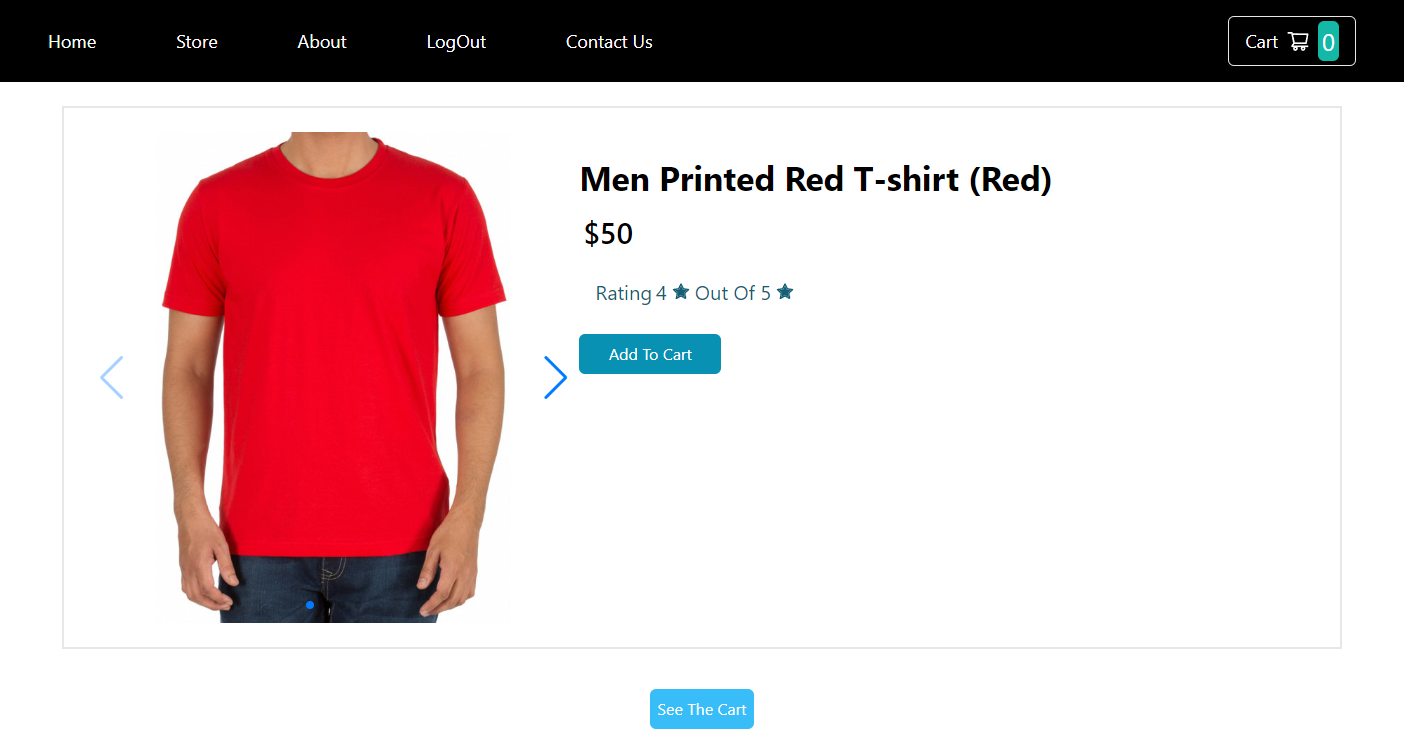 Home Store About LogOut Contact Us Cart 0
Men Printed Red T-shirt (Red)
$50
Rating 4 Out Of 5
Add To Cart
See The Cart